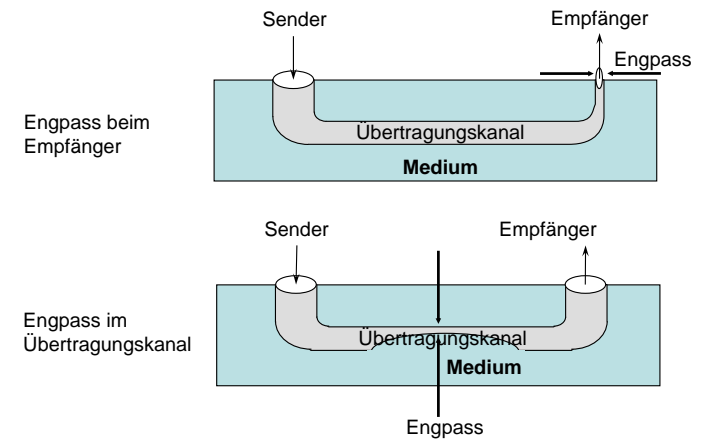 Sender
Empfänger
Engpass
Engpass beim
Empfänger
Übertragungskanal
Medium
Sender
Empfänger
Engpass im
Übertragungskanal
Übertragungskanal
Medium
Engpass